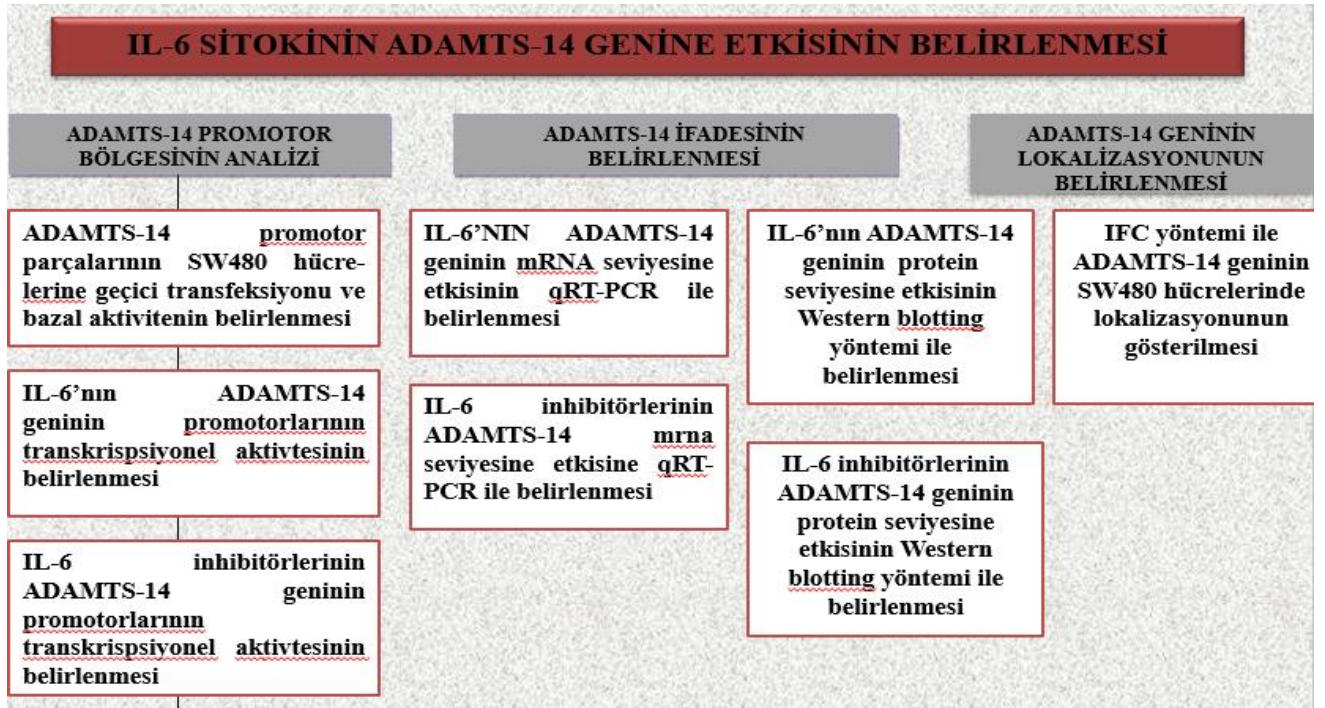 IL-6 SİTOKİNİN ADAMTS-14 GENİNE ETKİSİNİN BELİRLENMESİ
ADAMTS-14 PROMOTOR
BÖLGESİNİN ANALİZİ
ADAMTS-14 promotor
parçalarının SW480 hücre-
lerine geçici transfeksiyonu ve
bazal aktivitenin belirlenmesi
IL-6’nın ADAMTS-14
geninin promotorlarının
transkrispsiyonel aktivtesinin
belirlenmesi
IL-6 inhibitörlerinin
ADAMTS-14 geninin
promotorlarının
transkrispsiyonel aktivtesinin
belirlenmesi
ADAMTS-14 İFADESİNİN
BELİRLENMESİ
IL-6’NIN ADAMTS-14
geninin mRNA seviyesine
etkisinin qRT-PCR ile
belirlenmesi
IL-6 inhibitörlerinin
ADAMTS-14 mrna
seviyesine etkisine qRT-
PCR ile belirlenmesi
IL-6’nın ADAMTS-14
geninin protein
seviyesine etkisinin
Western blotting
yöntemi ile
belirlenmesi
IL-6 inhibitörlerinin
ADAMTS-14 geninin
protein seviyesine
etkisinin Western
blotting yöntemi ile
belirlenmesi
ADAMTS-14 GENİNİN
LOKALİZASYONUNUN
BELİRLENMESİ
IFC yöntemi ile
ADAMTS-14 geninin
SW480 hücrelerinde
lokalizasyonunun
gösterilmesi